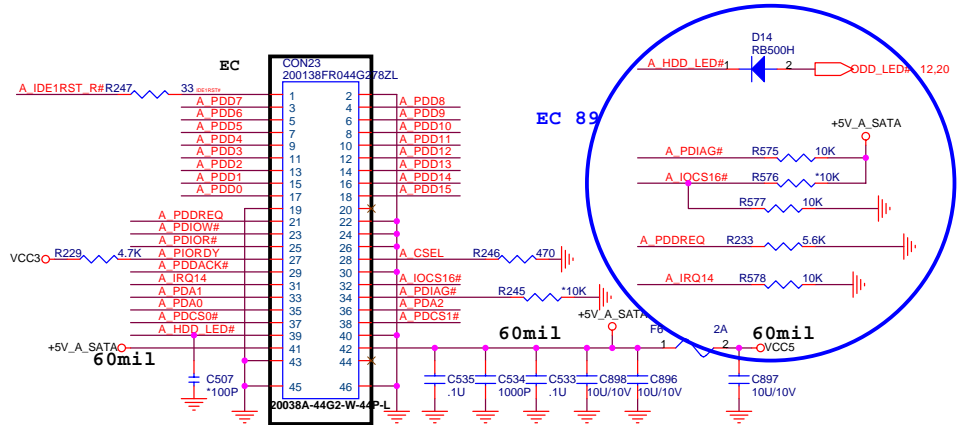 D14
RB500H
EC
CON23
200138FR044G278ZL
A_HDD_LED# 1 2 ODD_LED# 12,20
A_IDE1RST_R# R247 33 IDE1RST# 1 2
A_PDD7 3 4 A_PDD8
A_PDD6 5 6 A_PDD9
EC 89
+5V_A_SATA
A_PDD5 7 8 A_PDD10
A_PDD4 9 10 A_PDD11
A_PDD3 11 12 A_PDD12
A_PDIAG# R575 10K
A_PDD2 13 14 A_PDD13
A_PDD1 15 16 A_PDD14
A_IOCS16# R576 *10K
A_PDD0 17 18 A_PDD15
R577 10K
19 20
A_PDDREQ 21 22
A_PDIOW# 23 24
A_PDIOR# 25 26
A_PDDREQ R233 5.6K
VCC3 R229 4.7K A_PIORDY 27 28 A_CSEL R246 470
A_PDDACK# 29 30
A_IRQ14 31 32 A_IOCS16#
A_IRQ14 R578 10K
A_PDA1 33 34 A_PDIAG# R245 *10K
A_PDA0 35 36 A_PDA2
A_PDCS0# 37 38 A_PDCS1#
+5V_A_SATA
A_HDD_LED# 39 40
60mil F6 2A 60mil
+5V_A_SATA 41 42 1 2 VCC5
60mil
43 44
C507
*100P
45 46
C535
.1U
C534
1000P
C533
.1U
C898
10U/10V
C896
10U/10V
C897
10U/10V
20038A-44G2-W-44P-L